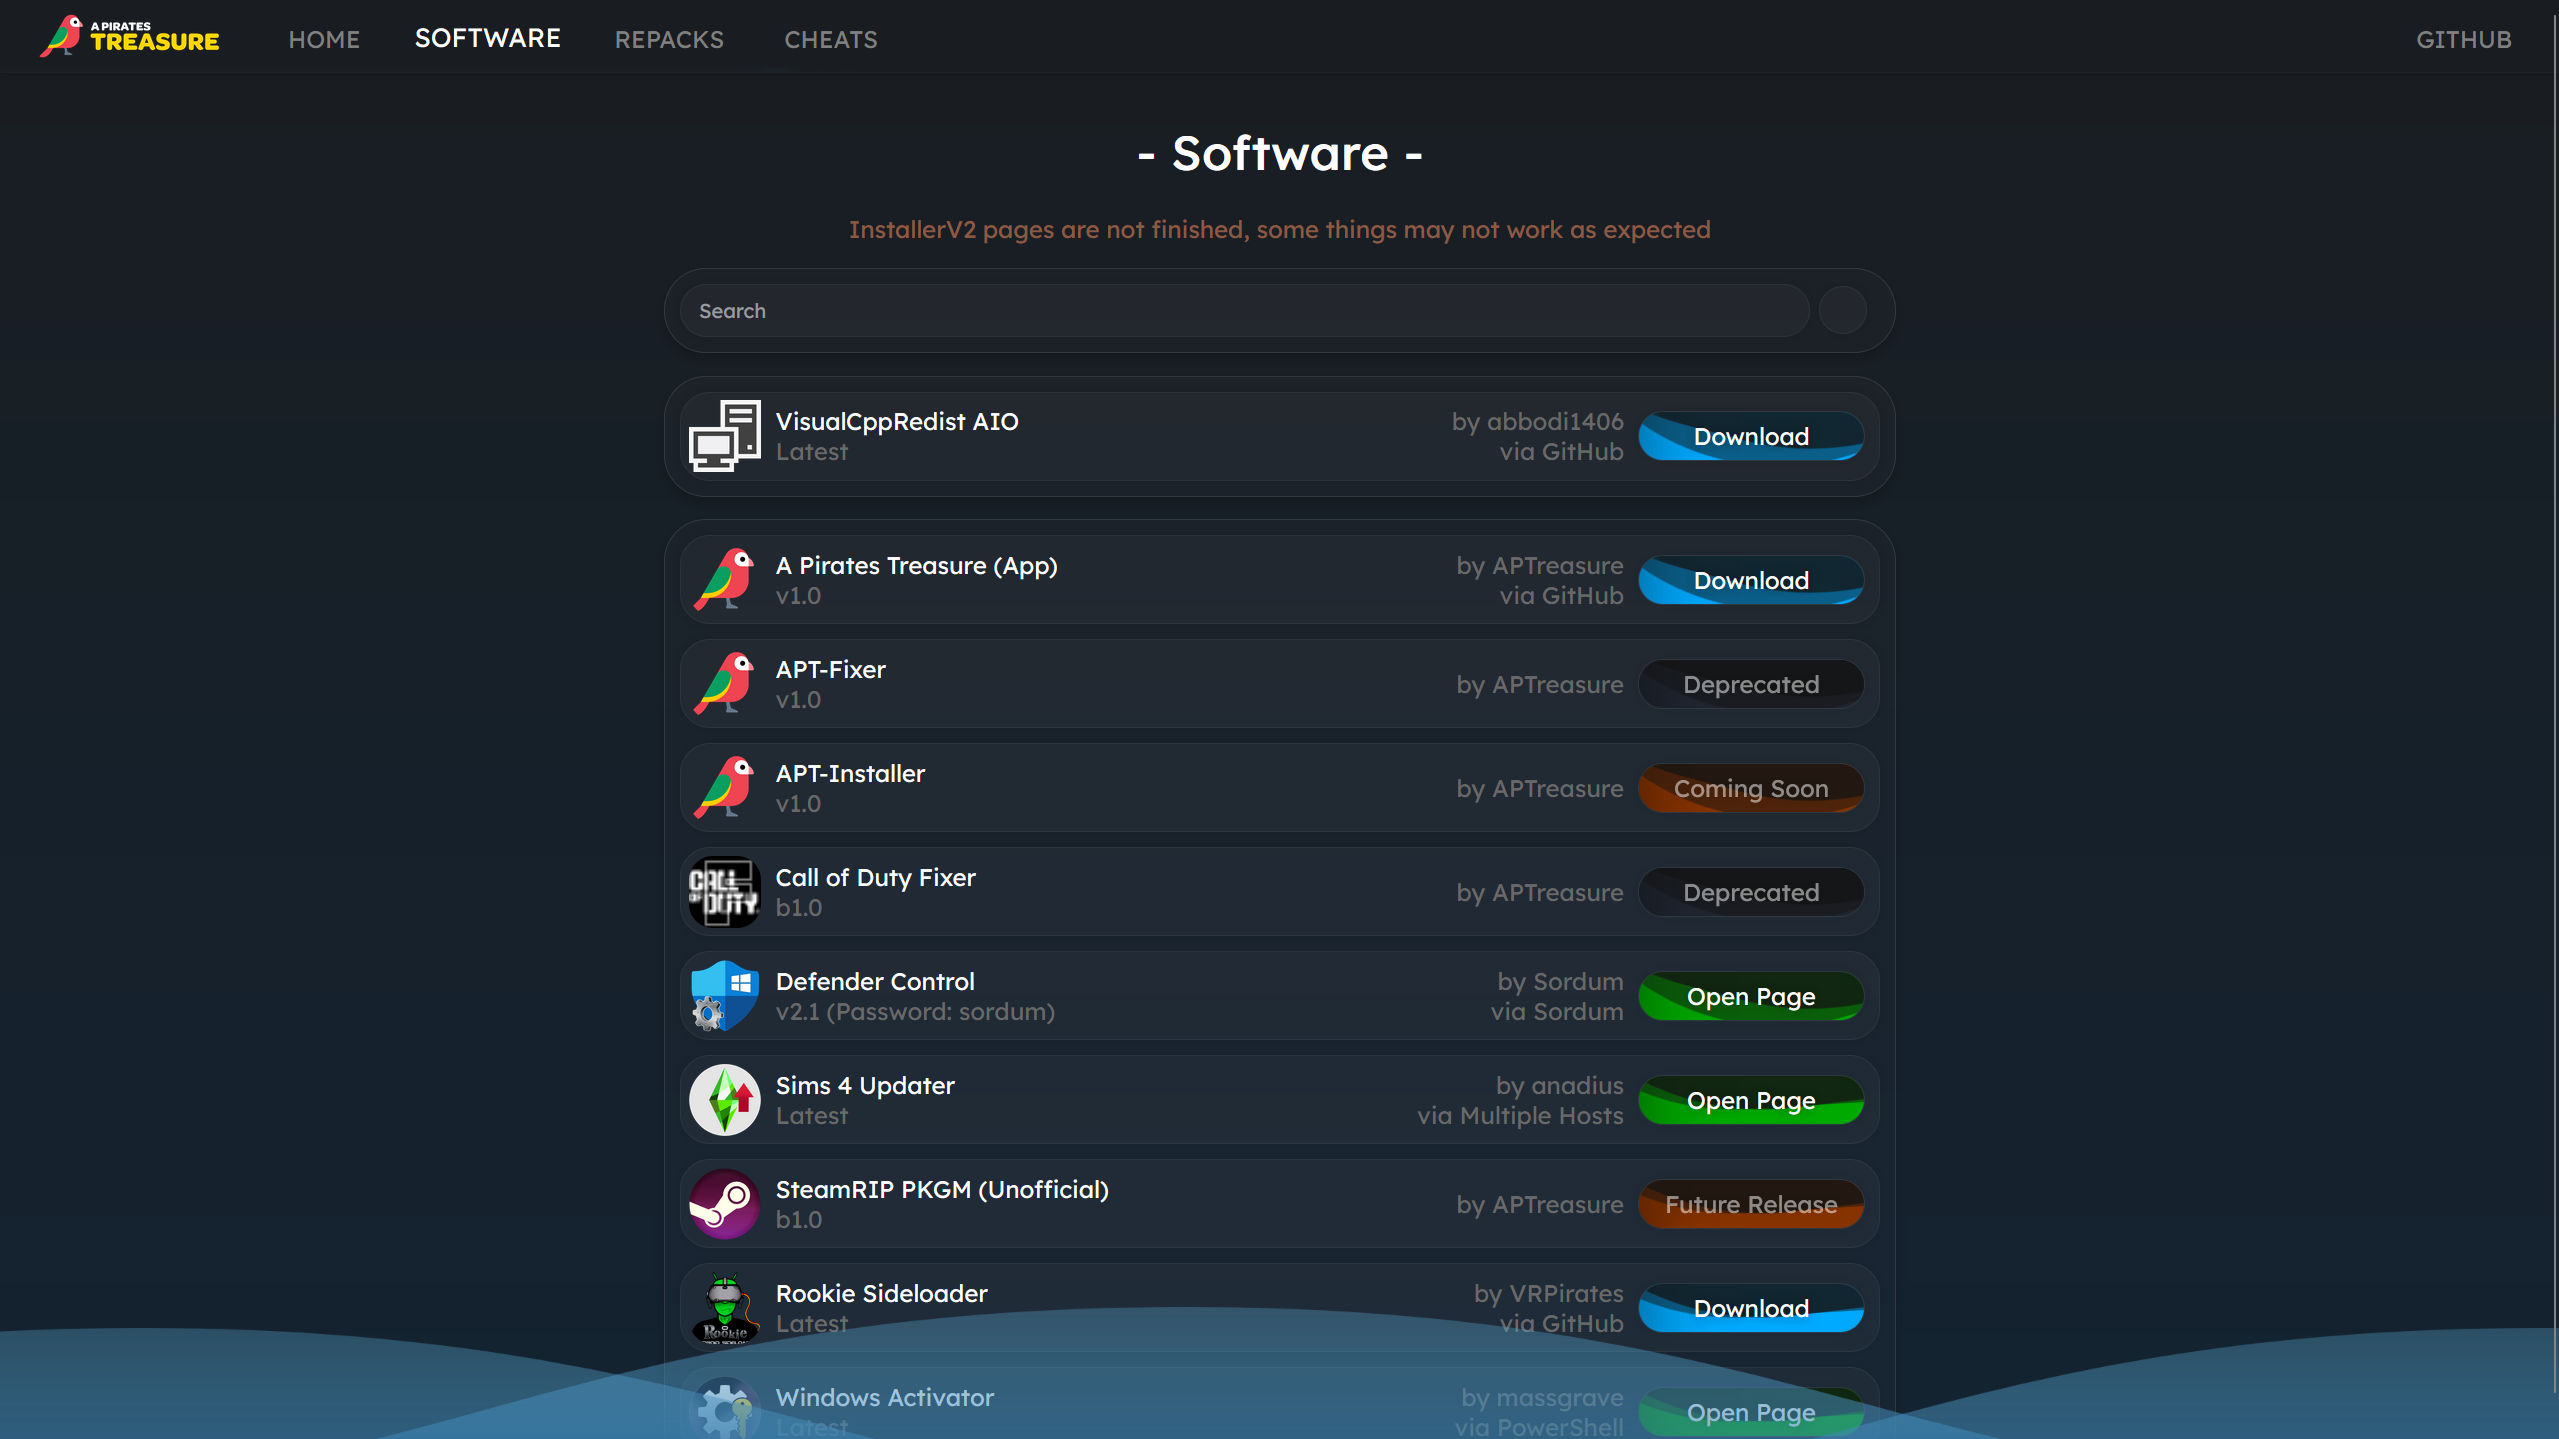 A PIRATES
TREASURE
HOME
SOFTWARE
REPACKS
CHEATS
GITHUB
- Software -
InstallerV2 pages are not finished, some things may not work as expected
Search
VisualCppRedist AIO
Latest
by abbodi1406
via GitHub
Download
A Pirates Treasure (App)
v1.0
by APTreasure
via GitHub
Download
APT-Fixer
v1.0
by APTreasure
Deprecated
APT-Installer
v1.0
by APTreasure
Coming Soon
CALL
OF DUTY
Call of Duty Fixer
b1.0
by APTreasure
Deprecated
Defender Control
v2.1 (Password: sordum)
by Sordum
via Sordum
Open Page
Sims 4 Updater
Latest
by anadius
via Multiple Hosts
Open Page
SteamRIP PKGM (Unofficial)
b1.0
by APTreasure
Future Release
Rookie
Rookie Sideloader
Latest
by VRPirates
via GitHub
Download
Windows Activator
Latest
by massgrave
via PowerShell
Open Page